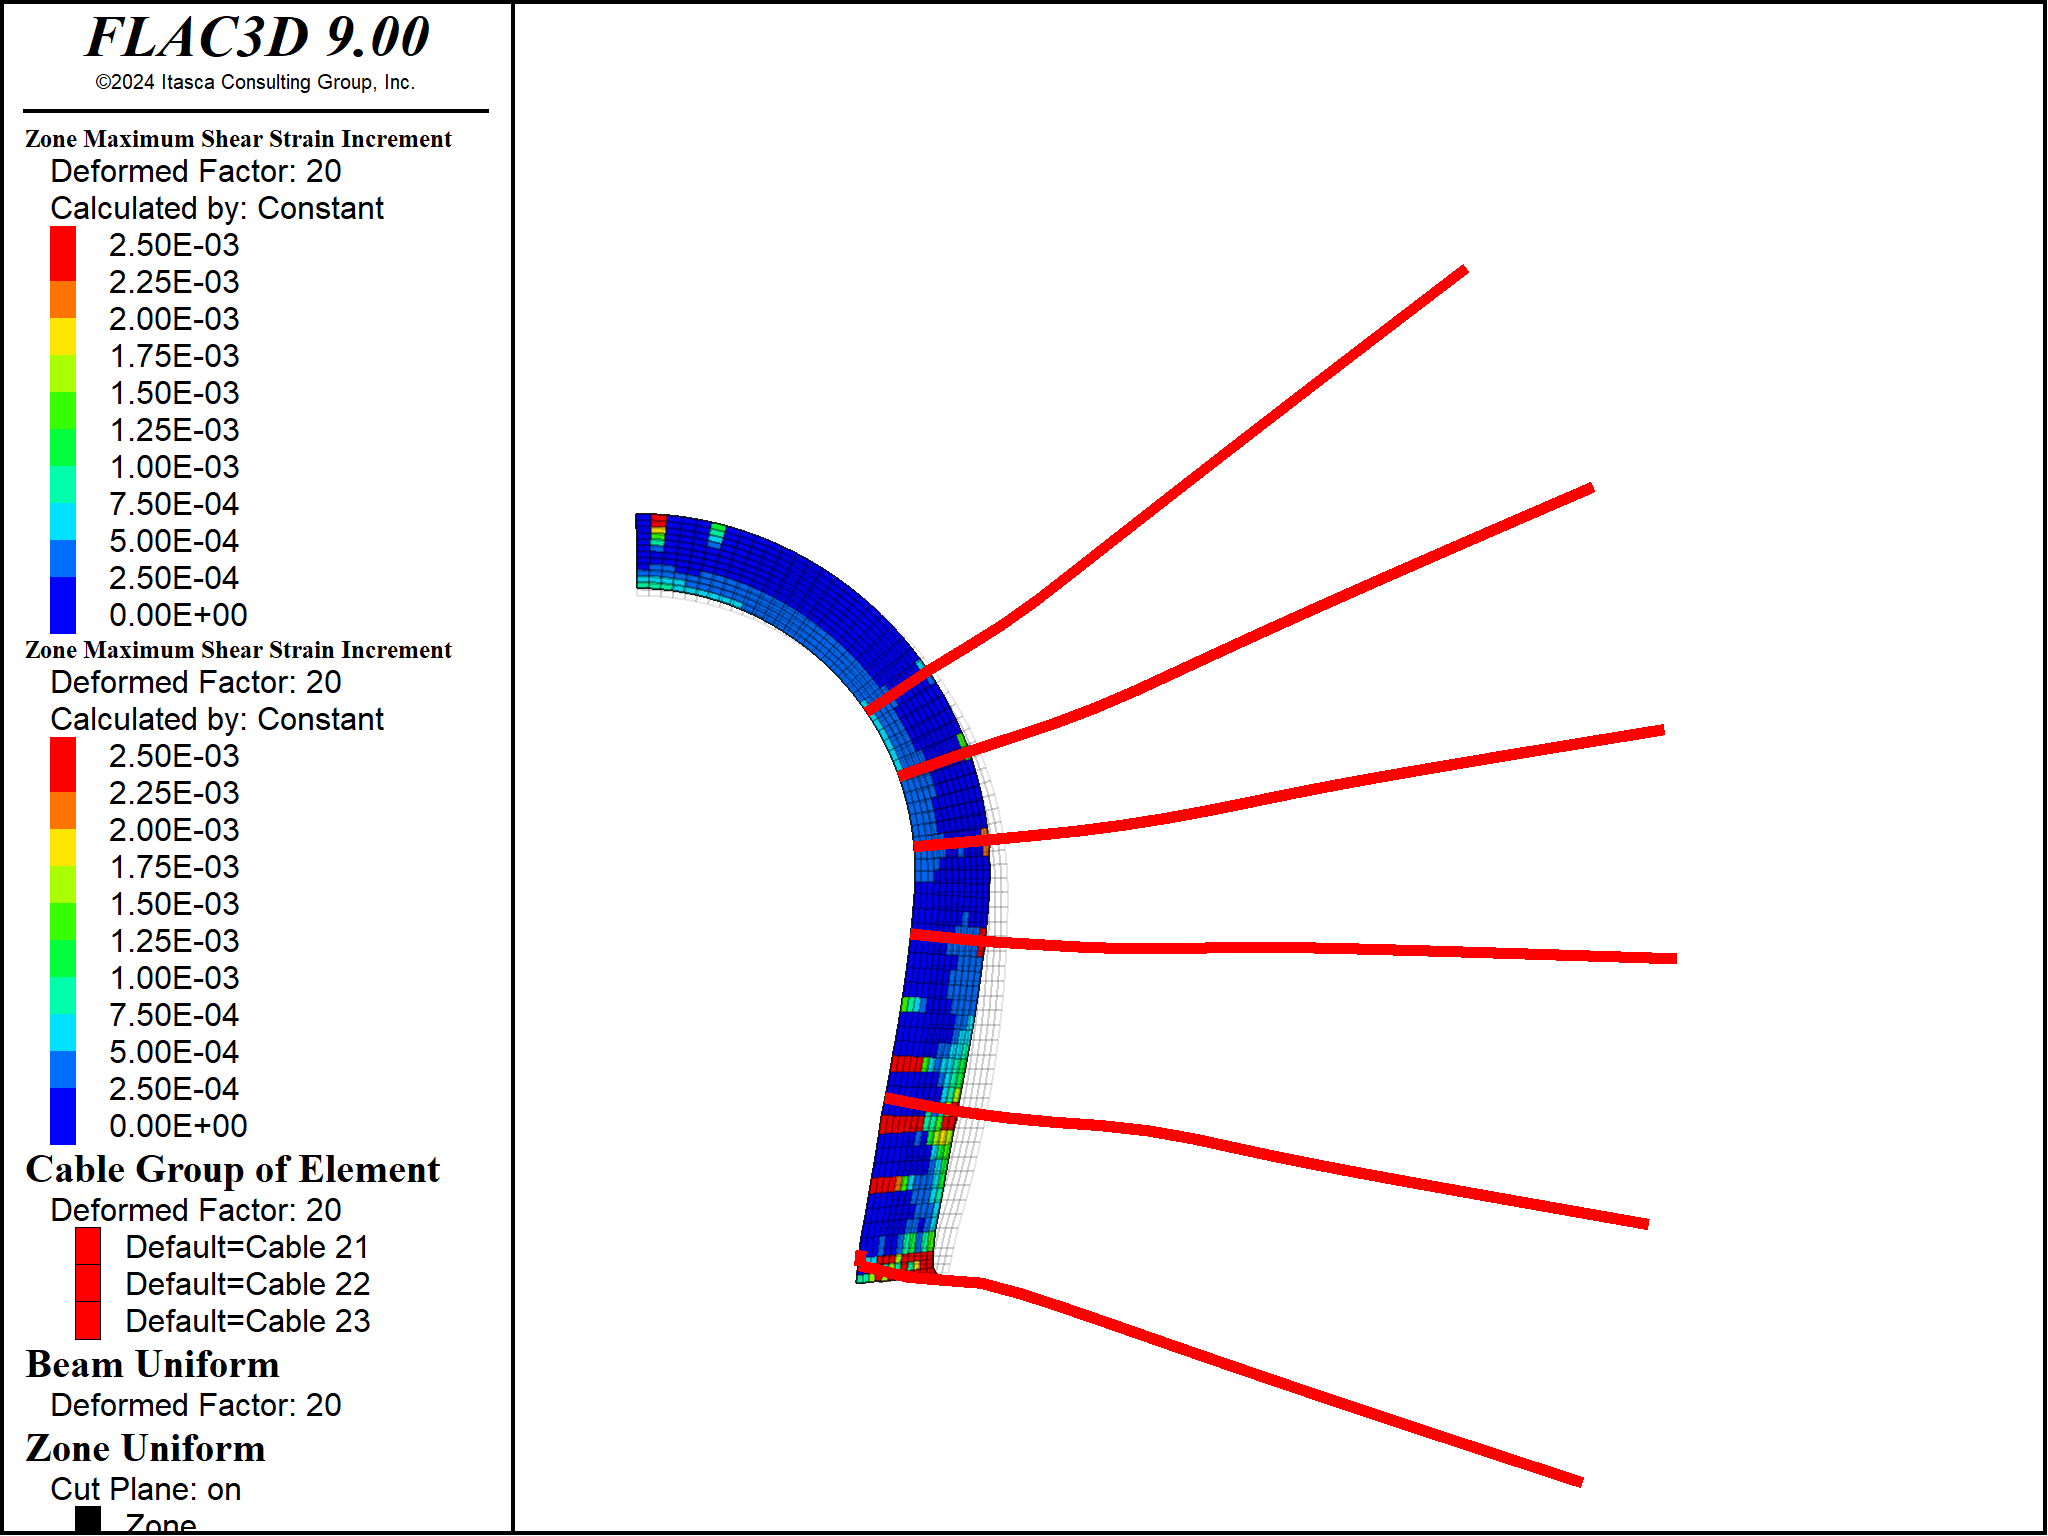 FLAC3D 9.00
©2024 Itasca Consulting Group, Inc.
Zone Maximum Shear Strain Increment
Deformed Factor: 20
Calculated by: Constant
2.50E-03
2.25E-03
2.00E-03
1.75E-03
1.50E-03
1.25E-03
1.00E-03
7.50E-04
5.00E-04
2.50E-04
0.00E+00
Zone Maximum Shear Strain Increment
Deformed Factor: 20
Calculated by: Constant
2.50E-03
2.25E-03
2.00E-03
1.75E-03
1.50E-03
1.25E-03
1.00E-03
7.50E-04
5.00E-04
2.50E-04
0.00E+00
Cable Group of Element
Deformed Factor: 20
Default=Cable 21
Default=Cable 22
Default=Cable 23
Beam Uniform
Deformed Factor: 20
Zone Uniform
Cut Plane: on
Zone